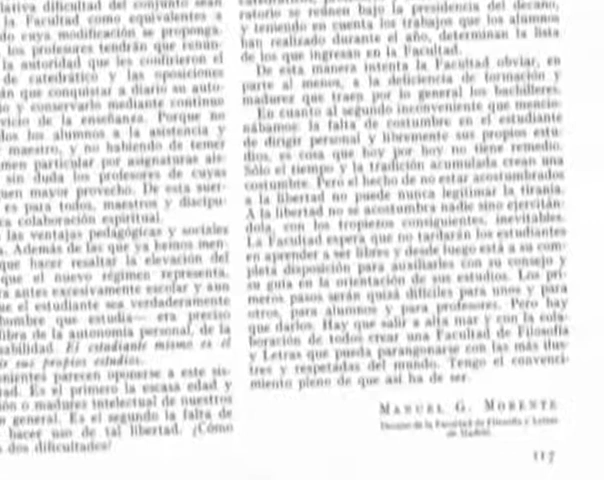 lativa dificultad del conjunto sean
la Facultad como equivalentes a
do cuya modificación se proponga.
los profesores tendrán que renun-
la autoridad que les confirieron el
de catedrático y las oposiciones
án que conquistar a diario su auto-
io y conservarlo mediante continuo
vicio de la enseñanza. Porque no
dos los alumnos a la asistencia y
maestro, y no habiendo de temer
men particular por asignaturas ais-
sin duda los profesores de cuyas
quen mayor provecho. De esta suer-
es para todos, maestros y discípu-
ca colaboración espiritual.
las ventajas pedagógicas y sociales
. Además de las que ya hemos men-
que hacer resaltar la elevación del
que el nuevo régimen representa.
ra antes excesivamente escolar y aun
ue el estudiante sea verdaderamente
hombre que estudia— era preciso
libra de la autonomía personal, de la
sabilidad. El estudiante mismo es el
ir sus propios estudios.
nientes parecen oponerse a este sis-
tad. Es el primero la escasa edad y
ión o madurez intelectual de nuestros
general. Es el segundo la falta de
hacer uso de tal libertad. ¿Cómo
dos dificultades?
ratorio se reúnen bajo la presidencia del decano,
y teniendo en cuenta los trabajos que los alumnos
han realizado durante el año, determinan la lista
de los que ingresan en la Facultad.
De esta manera intenta la Facultad obviar, en
parte al menos, a la deficiencia de formación y
madurez que traen por lo general los bachilleres.
En cuanto al segundo inconveniente que mencio-
nábamos: la falta de costumbre en el estudiante
de dirigir personal y libremente sus propios estu-
dios, es cosa que hoy por hoy no tiene remedio.
Sólo el tiempo y la tradición acumulada crean una
costumbre. Pero el hecho de no estar acostumbrados
a la libertad no puede nunca legitimar la tiranía.
A la libertad no se acostumbra nadie sino ejercitán-
dola, con los tropiezos consiguientes, inevitables.
La Facultad espera que no tardarán los estudiantes
en aprender a ser libres y desde luego está a su com-
pleta disposición para auxiliarles con su consejo y
su guía en la orientación de sus estudios. Los pri-
meros pasos serán quizá difíciles para unos y para
otros, para alumnos y para profesores. Pero hay
que darlos. Hay que salir a alta mar y con la cola-
boración de todos crear una Facultad de Filosofía
y Letras que pueda parangonarse con las más ilus-
tres y respetadas del mundo. Tengo el convenci-
miento pleno de que así ha de ser.
MANUEL G. MORENTE
Decano de la Facultad de Filosofía y Letras
de Madrid.
117